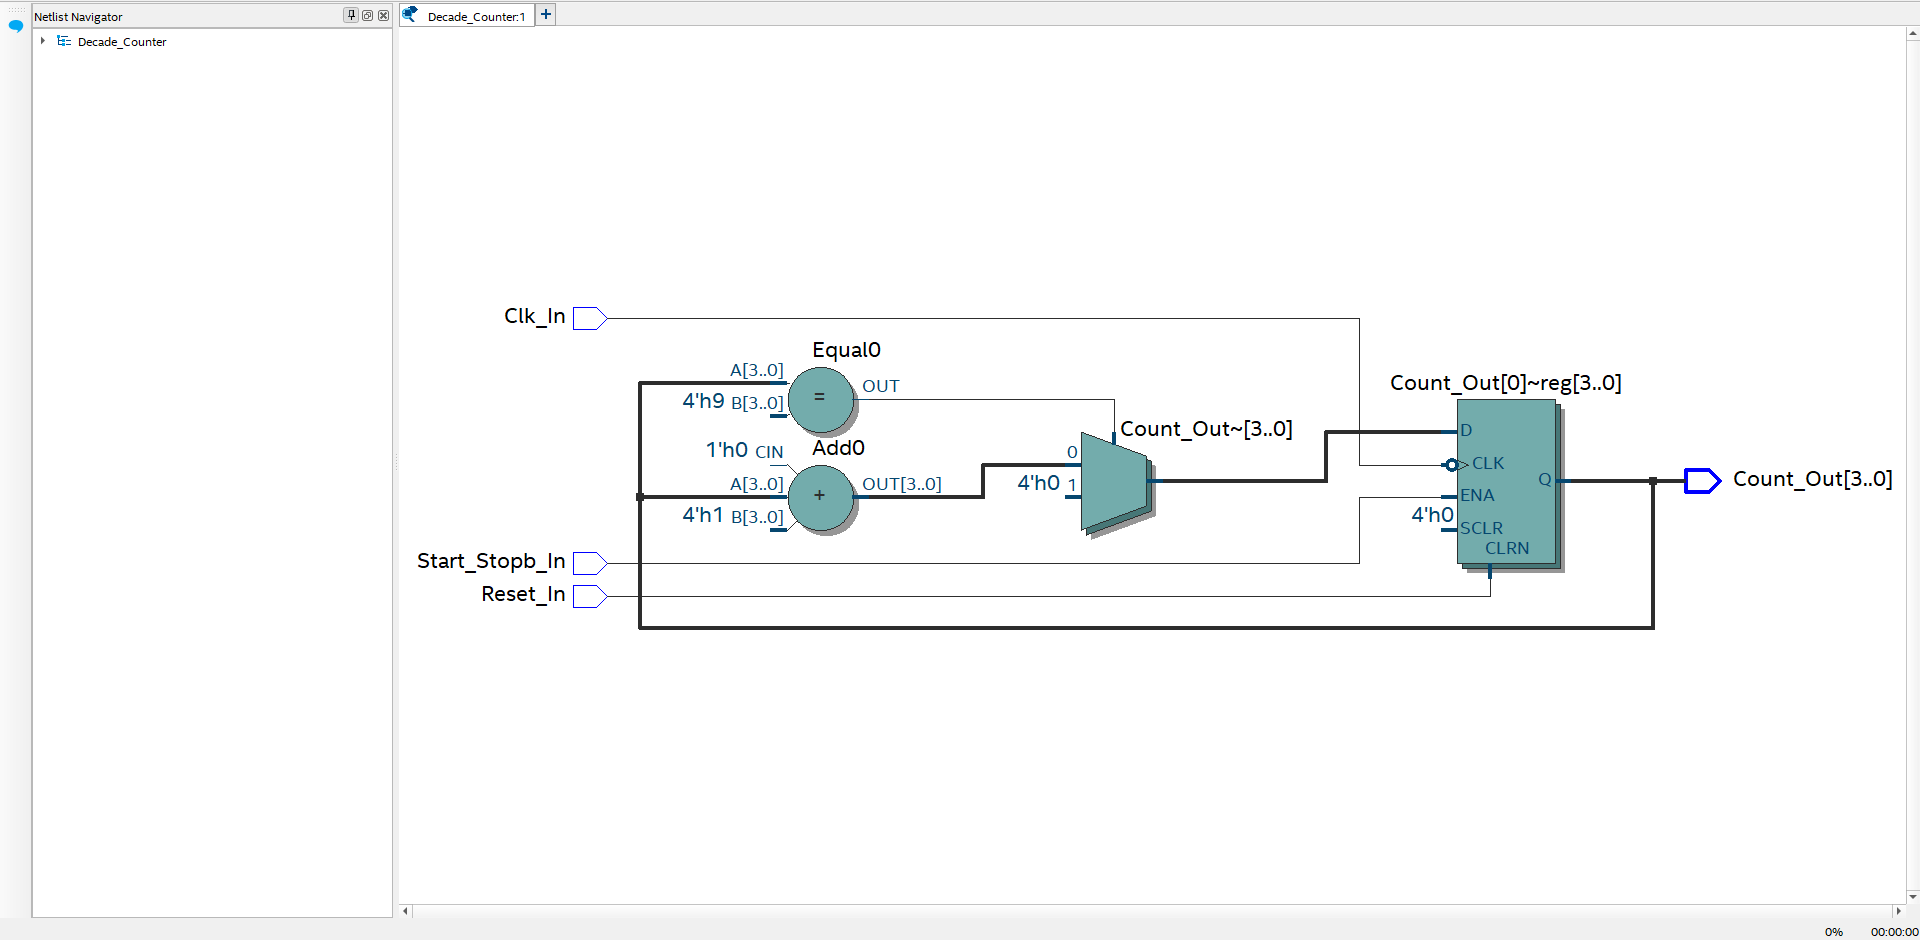 Netlist Navigator
Decade_Counter:1
+
Decade_Counter
Clk_In
Equal0
A[3..0]
=
OUT
4'h9 B[3..0]
Count_Out[0]~reg[3..0]
D
CLK
ENA
4'h0
SCLR
CLRN
Q
Count_Out~[3..0]
0
4'h0 1
1'h0 CIN
Add0
A[3..0]
+
OUT[3..0]
4'h1 B[3..0]
Count_Out[3..0]
Start_Stopb_In
Reset_In
0% 00:00:00